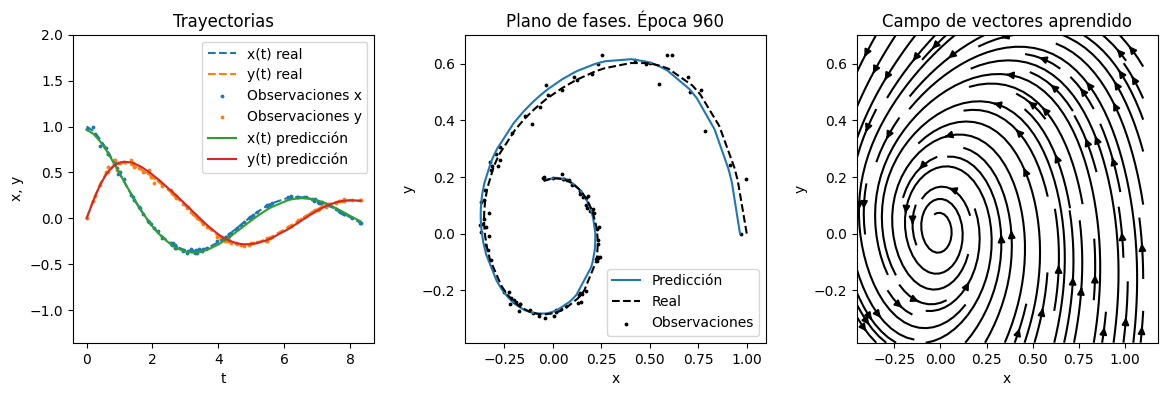 Trayectorias
x(t) real
y(t) real
Observaciones x
Observaciones y
x(t) predicción
y(t) predicción
2.0
1.5
1.0
0.5
0.0
−0.5
−1.0
x, y
0
2
4
6
8
t
Plano de fases. Época 960
0.6
0.4
0.2
0.0
−0.2
y
Predicción
Real
Observaciones
−0.25
0.00
0.25
0.50
0.75
1.00
x
Campo de vectores aprendido
0.6
0.4
0.2
0.0
−0.2
y
−0.25
0.00
0.25
0.50
0.75
1.00
x